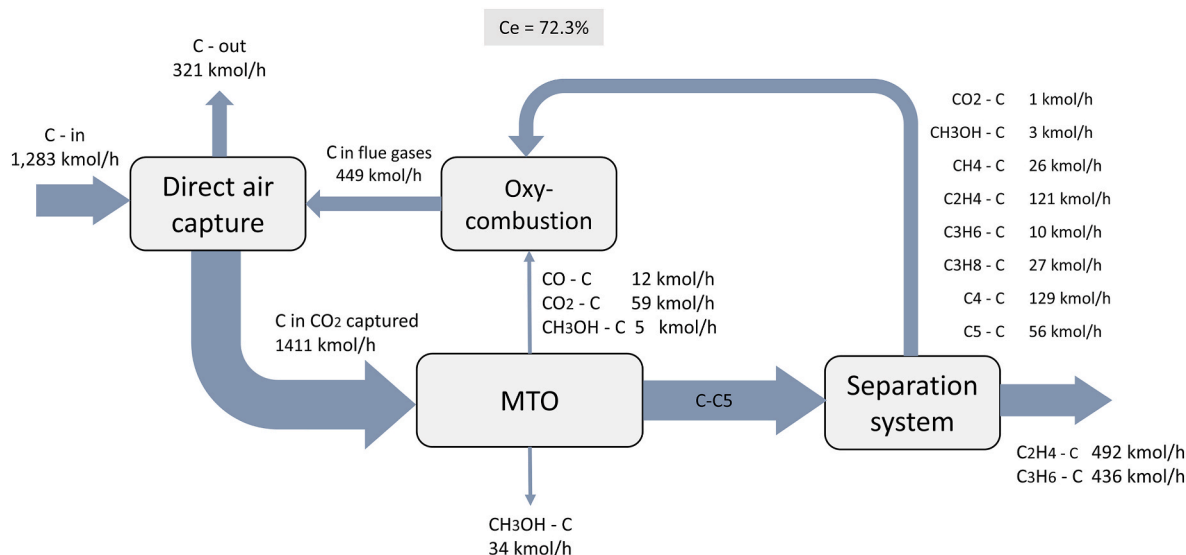 Ce = 72.3%
C - out
321 kmol/h
C - in
1,283 kmol/h
Direct air
capture
C in flue gases
449 kmol/h
Oxy-
combustion
CO2 - C 1 kmol/h
CH3OH - C 3 kmol/h
CH4 - C 26 kmol/h
C2H4 - C 121 kmol/h
C3H6 - C 10 kmol/h
C3H8 - C 27 kmol/h
C4 - C 129 kmol/h
C5 - C 56 kmol/h
CO - C 12 kmol/h
CO2 - C 59 kmol/h
CH3OH - C 5 kmol/h
C in CO2 captured
1411 kmol/h
MTO
C-C5
Separation
system
C2H4 - C 492 kmol/h
C3H6 - C 436 kmol/h
CH3OH - C
34 kmol/h